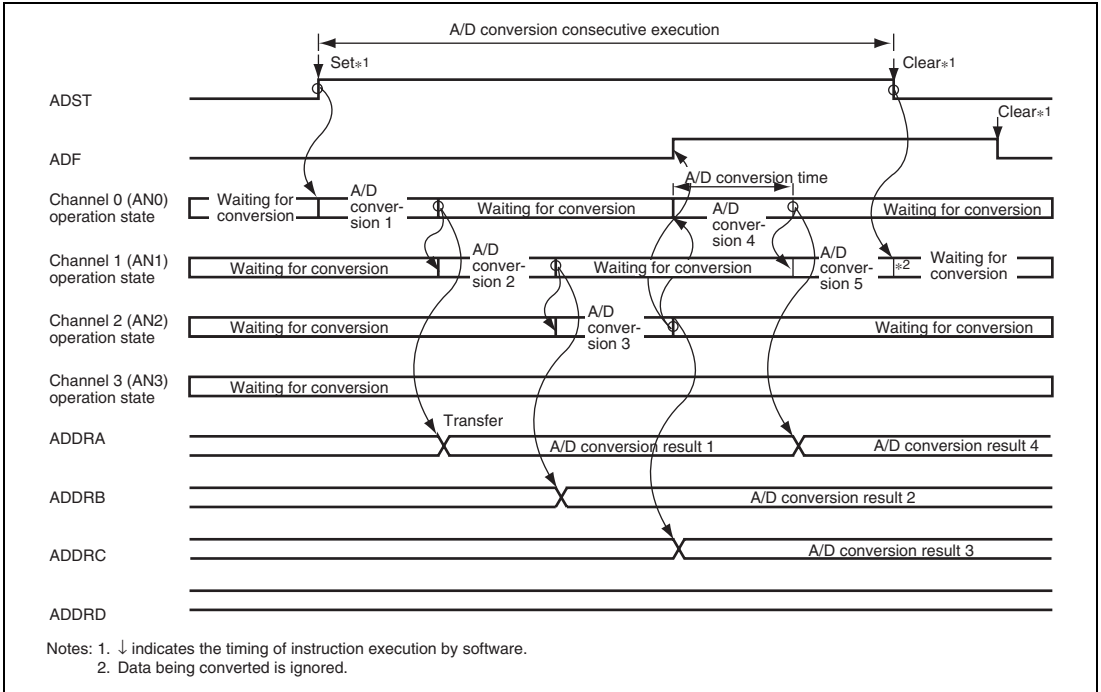 A/D conversion consecutive execution
Set*1
Clear*1
ADST
Clear*1
ADF
A/D conversion time
Channel 0 (AN0)
operation state
Waiting for
conversion
A/D
conver-
sion 1
Waiting for conversion
A/D
conver-
sion 4
Waiting for conversion
Channel 1 (AN1)
operation state
Waiting for conversion
A/D
conver-
sion 2
Waiting for conversion
A/D
conver-
sion 5
*2
Waiting for
conversion
Channel 2 (AN2)
operation state
Waiting for conversion
A/D
conver-
sion 3
Waiting for conversion
Channel 3 (AN3)
operation state
Waiting for conversion
Transfer
ADDRA
A/D conversion result 1
A/D conversion result 4
ADDRB
A/D conversion result 2
ADDRC
A/D conversion result 3
ADDRD
Notes: 1. ↓ indicates the timing of instruction execution by software.
2. Data being converted is ignored.